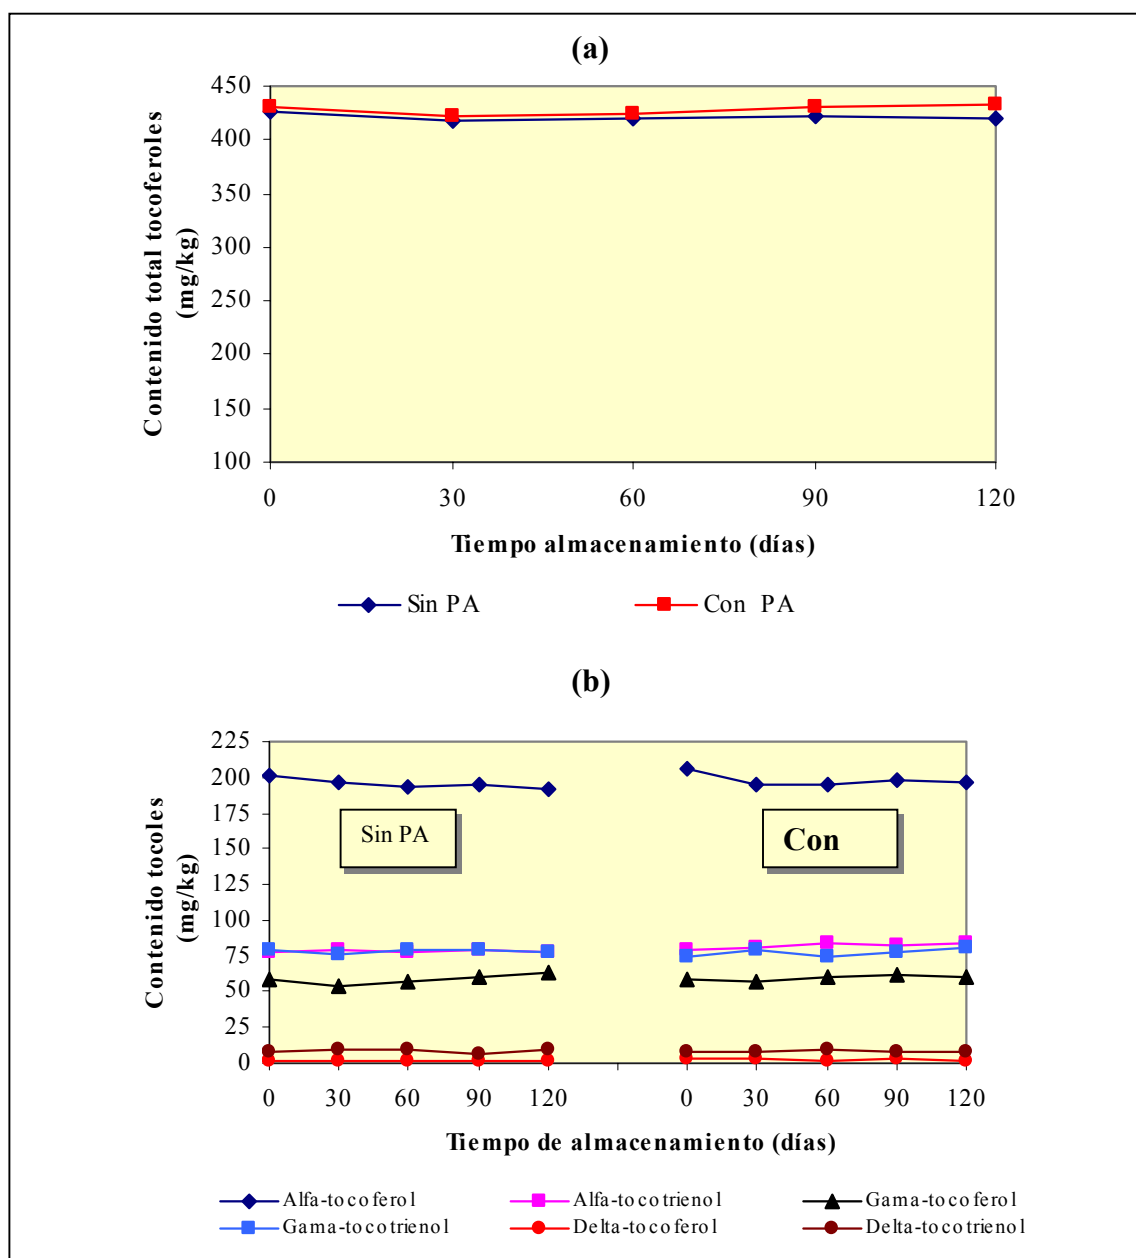 (a)
Contenido total tocoferoles
(mg/kg)
450
400
350
300
250
200
150
100
0 30 60 90 120
Tiempo almacenamiento (días)
Sin PA Con PA
(b)
Contenido tocoles
(mg/kg)
225
200
175
150
125
100
75
50
25
0
Sin PA
Con
0 30 60 90 120 0 30 60 90 120
Tiempo de almacenamiento (días)
Alfa-tocoferol Alfa-tocotrienol Gama-tocoferol
Gama-tocotrienol Delta-tocoferol Delta-tocotrienol